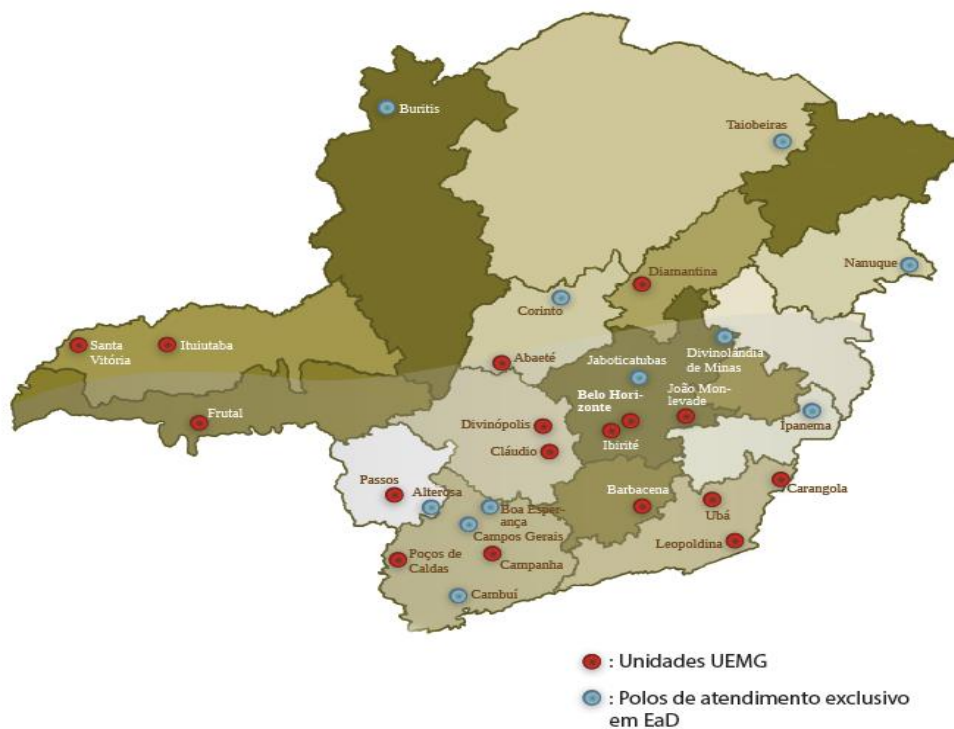 Buritis
Taiobeiras
Nanuque
Diamantina
Corinto
Santa
Vitória
Ituiutaba
Abaeté
Jaboticatubas
Divinolândia
de Minas
Belo Hori-
zonte
João Mon-
levade
Frutal
Divinópolis
Ipanema
Ibirité
Cláudio
Passos
Alterosa
Barbacena
Carangola
Boa Esper-
ança
Ubá
Campos Gerais
Leopoldina
Poços de
Caldas
Campanha
Cambuí
: Unidades UEMG
: Polos de atendimento exclusivo
em EaD